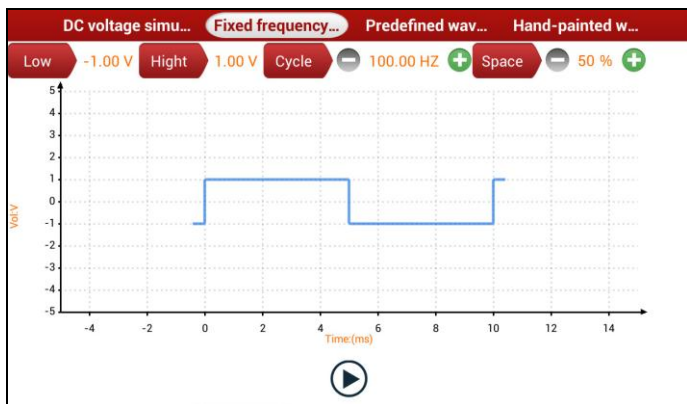 DC voltage simu... Fixed frequency... Predefined wav... Hand-painted w...
Low -1.00 V Hight 1.00 V Cycle 100.00 HZ Space 50 %
5
4
3
2
1
0
-1
-2
-3
-4
-5
Vol:V
-4 -2 0 2 4 6 8 10 12 14
Time:(ms)